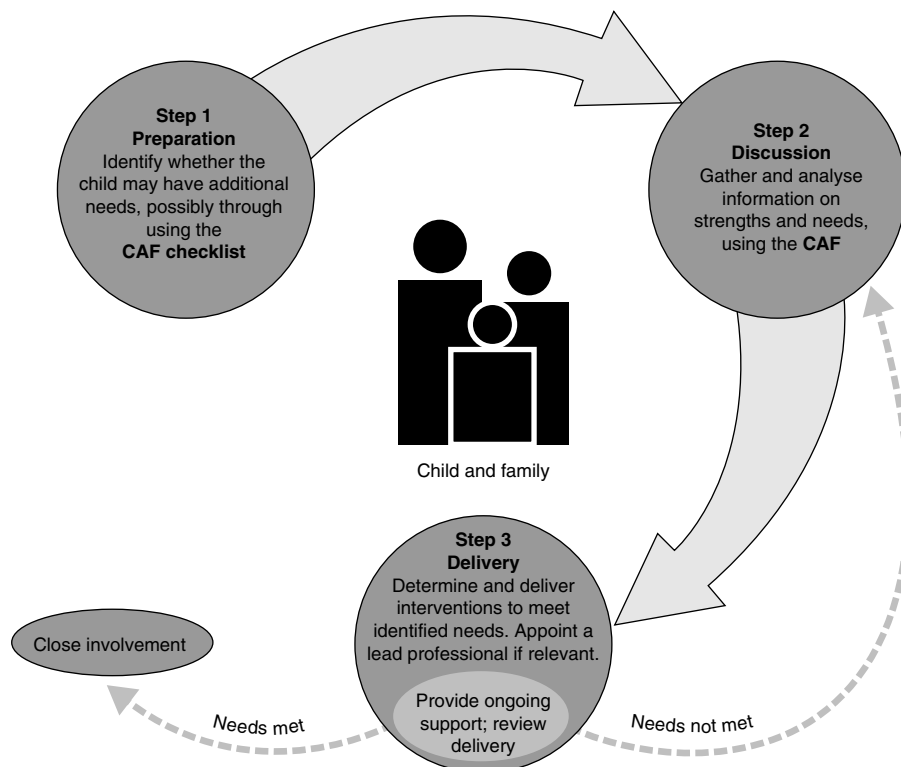 Step 1
Preparation
Identify whether the
child may have additional
needs, possibly through
using the
CAF checklist
Step 2
Discussion
Gather and analyse
information on
strengths and needs,
using the CAF
Child and family
Step 3
Delivery
Determine and deliver
interventions to meet
identified needs. Appoint a
lead professional if relevant.
Provide ongoing
support; review
delivery
Close involvement
Needs met
Needs not met